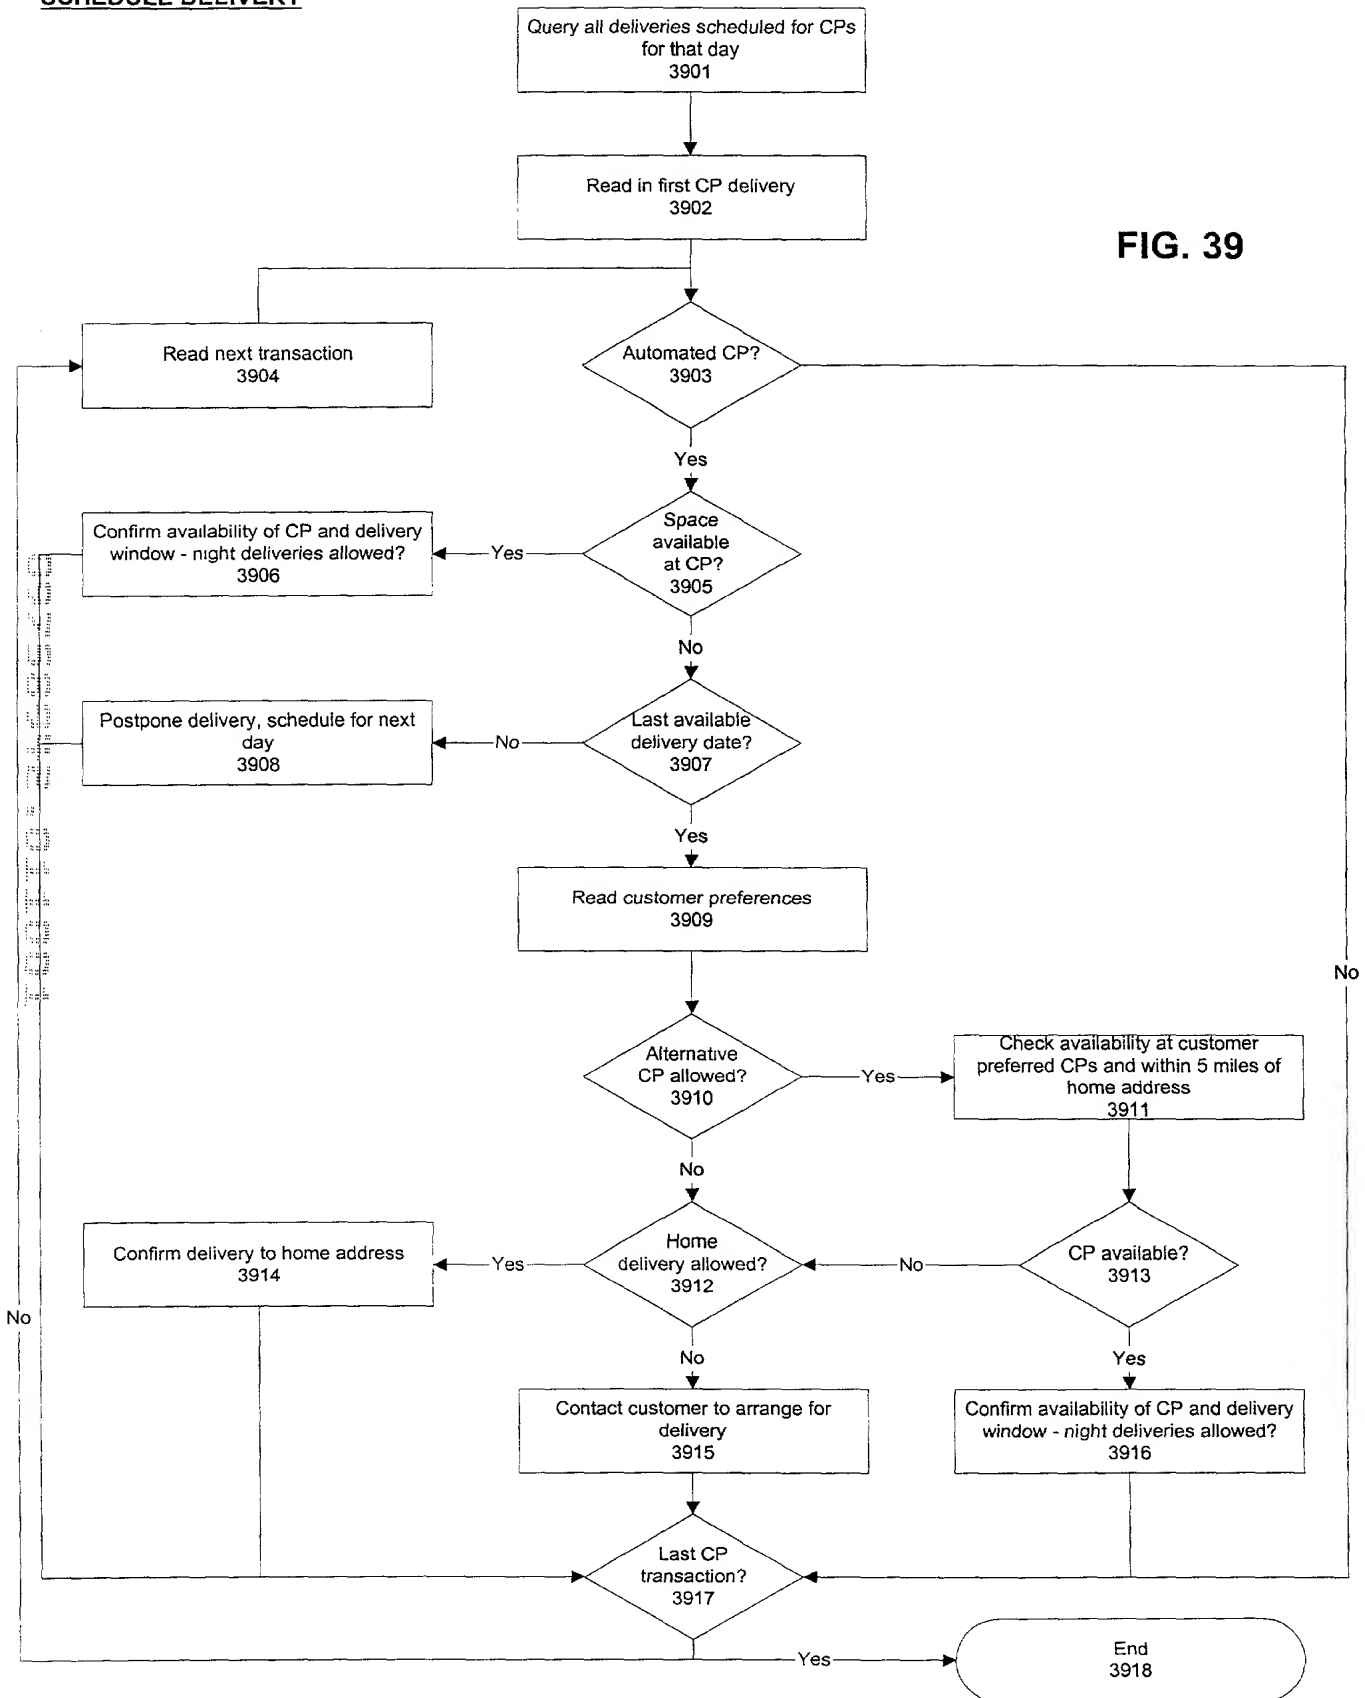 SCHEDULE DELIVERY
Query all deliveries scheduled for CPs
for that day
3901
Read in first CP delivery
3902
FIG. 39
Read next transaction
3904
Automated CP?
3903
Yes
Confirm availability of CP and delivery
window - night deliveries allowed?
3906
Yes
Space
available
at CP?
3905
No
Postpone delivery, schedule for next
day
3908
No
Last available
delivery date?
3907
Yes
Read customer preferences
3909
No
Alternative
CP allowed?
3910
Yes
Check availability at customer
preferred CPs and within 5 miles of
home address
3911
No
Confirm delivery to home address
3914
Yes
Home
delivery allowed?
3912
No
CP available?
3913
No
No
Yes
Contact customer to arrange for
delivery
3915
Confirm availability of CP and delivery
window - night deliveries allowed?
3916
Last CP
transaction?
3917
Yes
End
3918